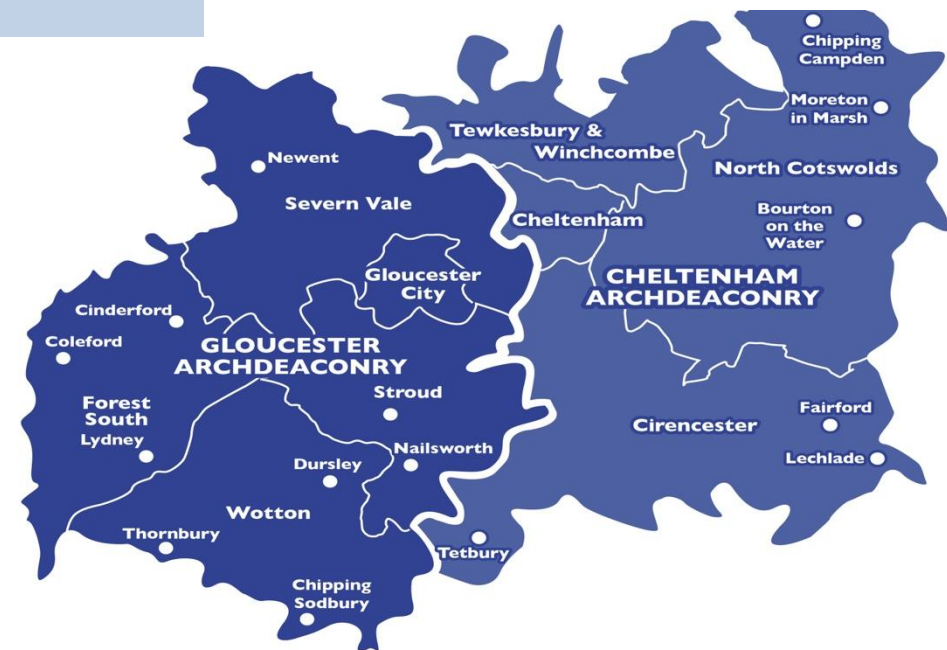 Chipping
Campden
Moreton
in Marsh
Tewkesbury &
Winchcombe
Newent
North Cotswolds
Severn Vale
Cheltenham
Bourton
on the
Water
Gloucester
City
CHELTENHAM
ARCHDEACONRY
Cinderford
Coleford
GLOUCESTER
ARCHDEACONRY
Stroud
Forest
South
Lydney
Fairford
Cirencester
Nailsworth
Lechlade
Dursley
Wotton
Thornbury
Tetbury
Chipping
Sodbury